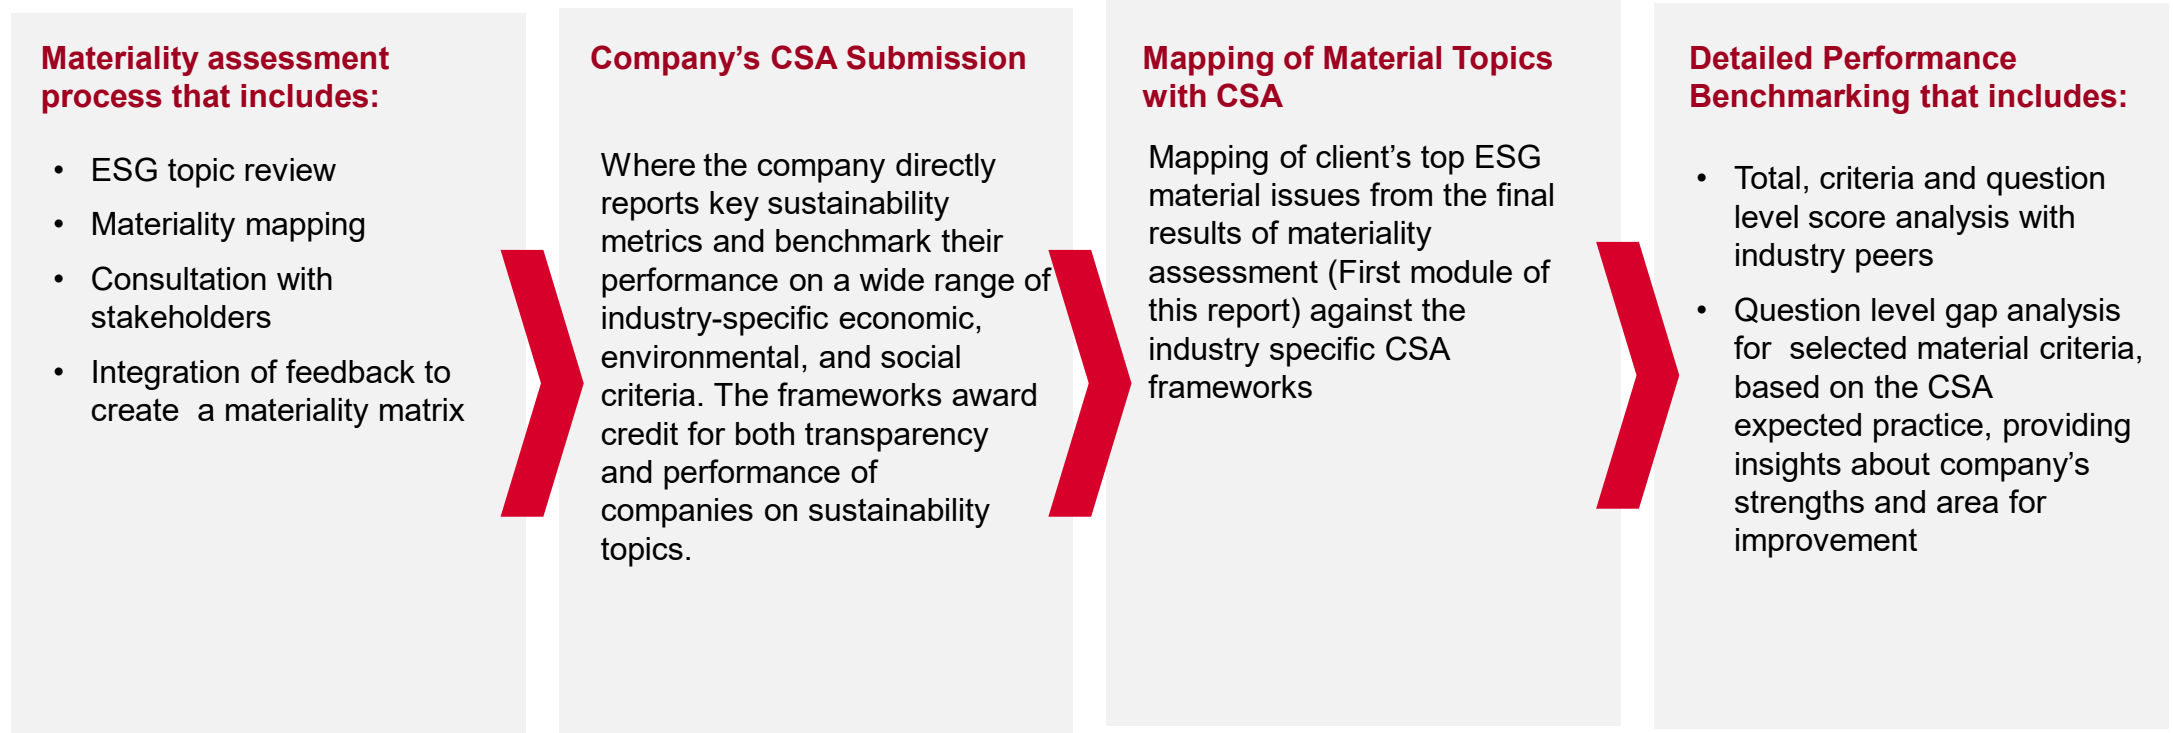 Materiality assessment
process that includes:
• ESG topic review
• Materiality mapping
• Consultation with
stakeholders
• Integration of feedback to
create  a materiality matrix
Company’s CSA Submission
Where the company directly
reports key sustainability
metrics and benchmark their
performance on a wide range of
industry-specific economic,
environmental, and social
criteria. The frameworks award
credit for both transparency
and performance of
companies on sustainability
topics.
Mapping of Material Topics
with CSA
Mapping of client’s top ESG
material issues from the final
results of materiality
assessment (First module of
this report) against the
industry specific CSA
frameworks
Detailed Performance
Benchmarking that includes:
• Total, criteria and question
level score analysis with
industry peers
• Question level gap analysis
for  selected material criteria,
based on the CSA
expected practice, providing
insights about company’s
strengths and area for
improvement